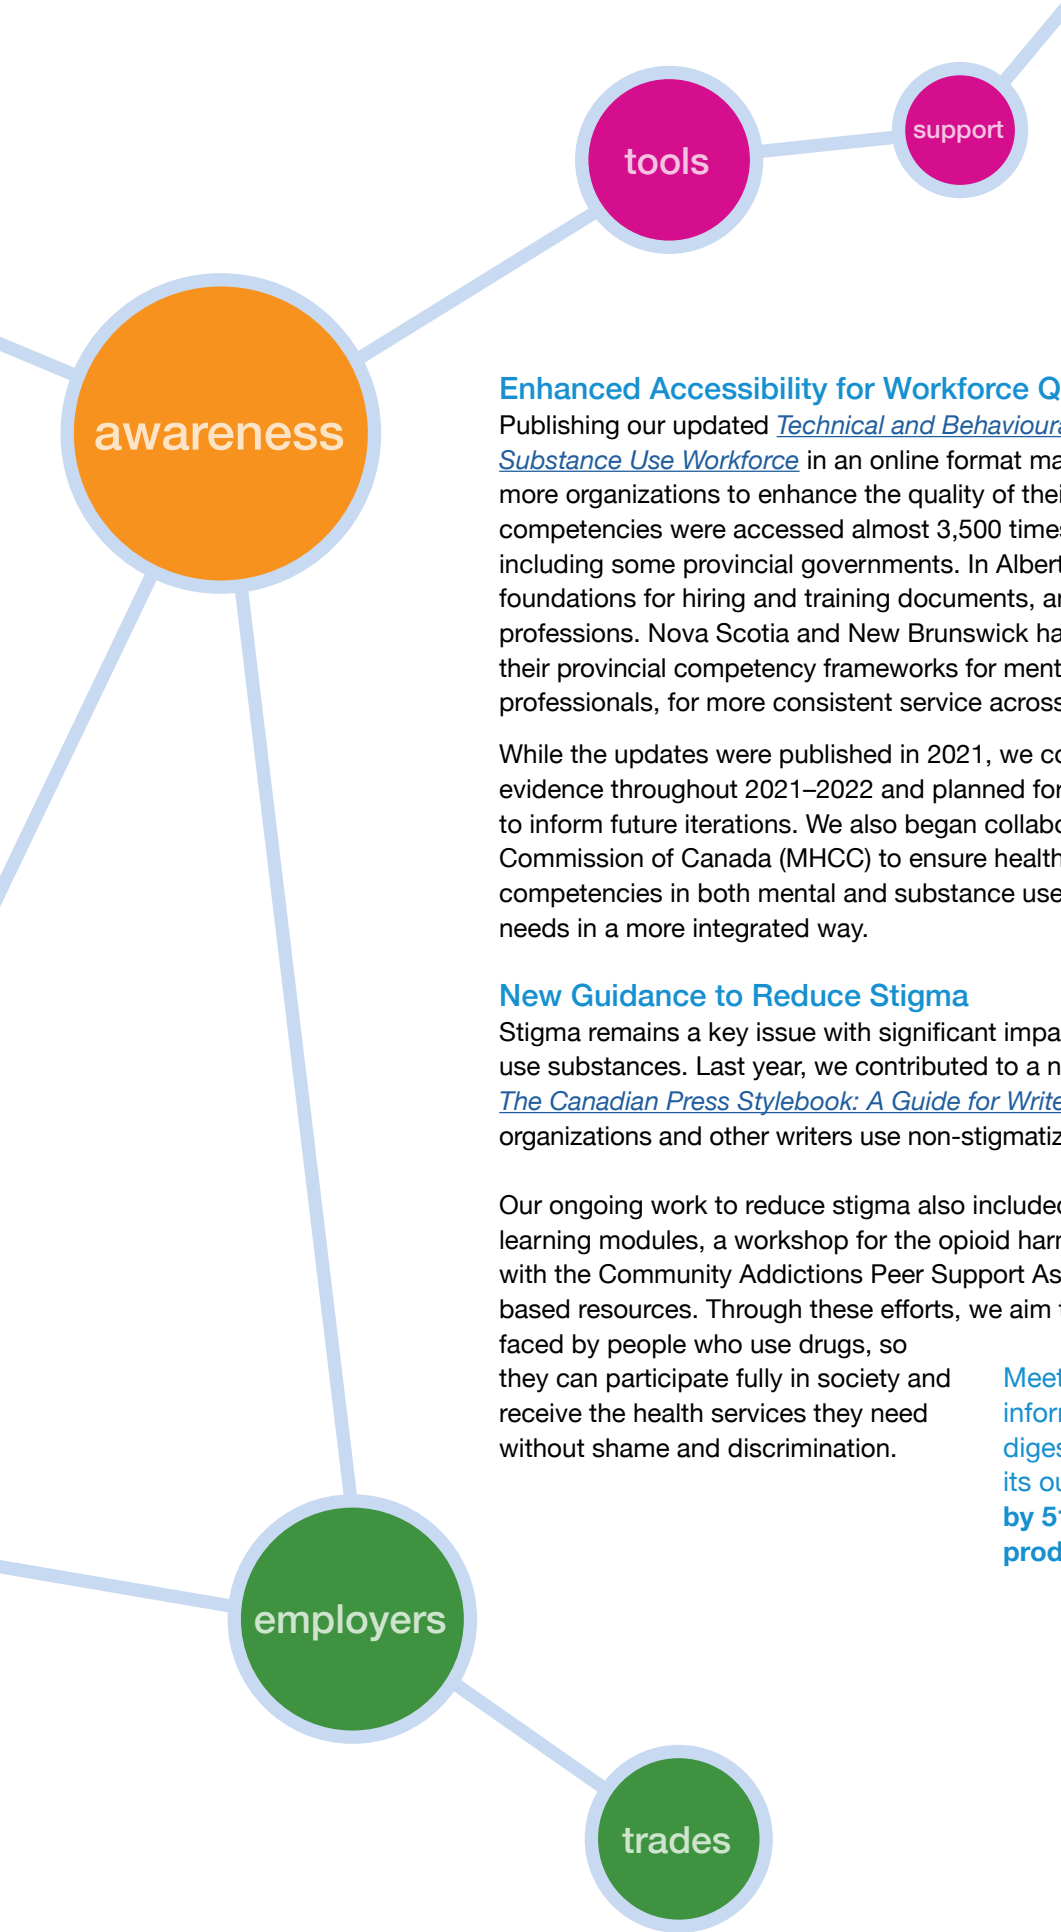 tools
support
awareness
Enhanced Accessibility for Workforce Q
Publishing our updated Technical and Behavioura
Substance Use Workforce in an online format ma
more organizations to enhance the quality of thei
competencies were accessed almost 3,500 times
including some provincial governments. In Albert
foundations for hiring and training documents, ar
professions. Nova Scotia and New Brunswick ha
their provincial competency frameworks for ment
professionals, for more consistent service across
While the updates were published in 2021, we co
evidence throughout 2021–2022 and planned for
to inform future iterations. We also began collabo
Commission of Canada (MHCC) to ensure health
competencies in both mental and substance use
needs in a more integrated way.
New Guidance to Reduce Stigma
Stigma remains a key issue with significant impa
use substances. Last year, we contributed to a n
The Canadian Press Stylebook: A Guide for Write
organizations and other writers use non-stigmatiz
Our ongoing work to reduce stigma also included
learning modules, a workshop for the opioid harr
with the Community Addictions Peer Support As
based resources. Through these efforts, we aim t
faced by people who use drugs, so
they can participate fully in society and
receive the health services they need
without shame and discrimination.
Meet
inforr
diges
its ou
by 51
prod
employers
trades